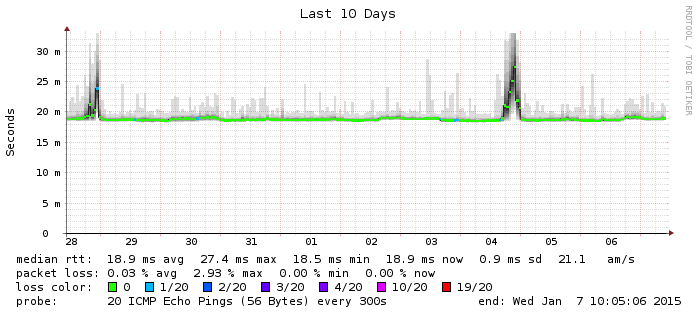 Last 10 Days
RRDTOOL / TOBI OETIKER
Seconds
30 m
25 m
20 m
15 m
10 m
5 m
0
28 29 30 31 01 02 03 04 05 06
median rtt: 18.9 ms avg 27.4 ms max 18.5 ms min 18.9 ms now 0.9 ms sd 21.1 am/s
packet loss: 0.03 % avg 2.93 % max 0.00 % min 0.00 % now
loss color: 0 1/20 2/20 3/20 4/20 10/20 19/20
probe: 20 ICMP Echo Pings (56 Bytes) every 300s end: Wed Jan 7 10:05:06 2015